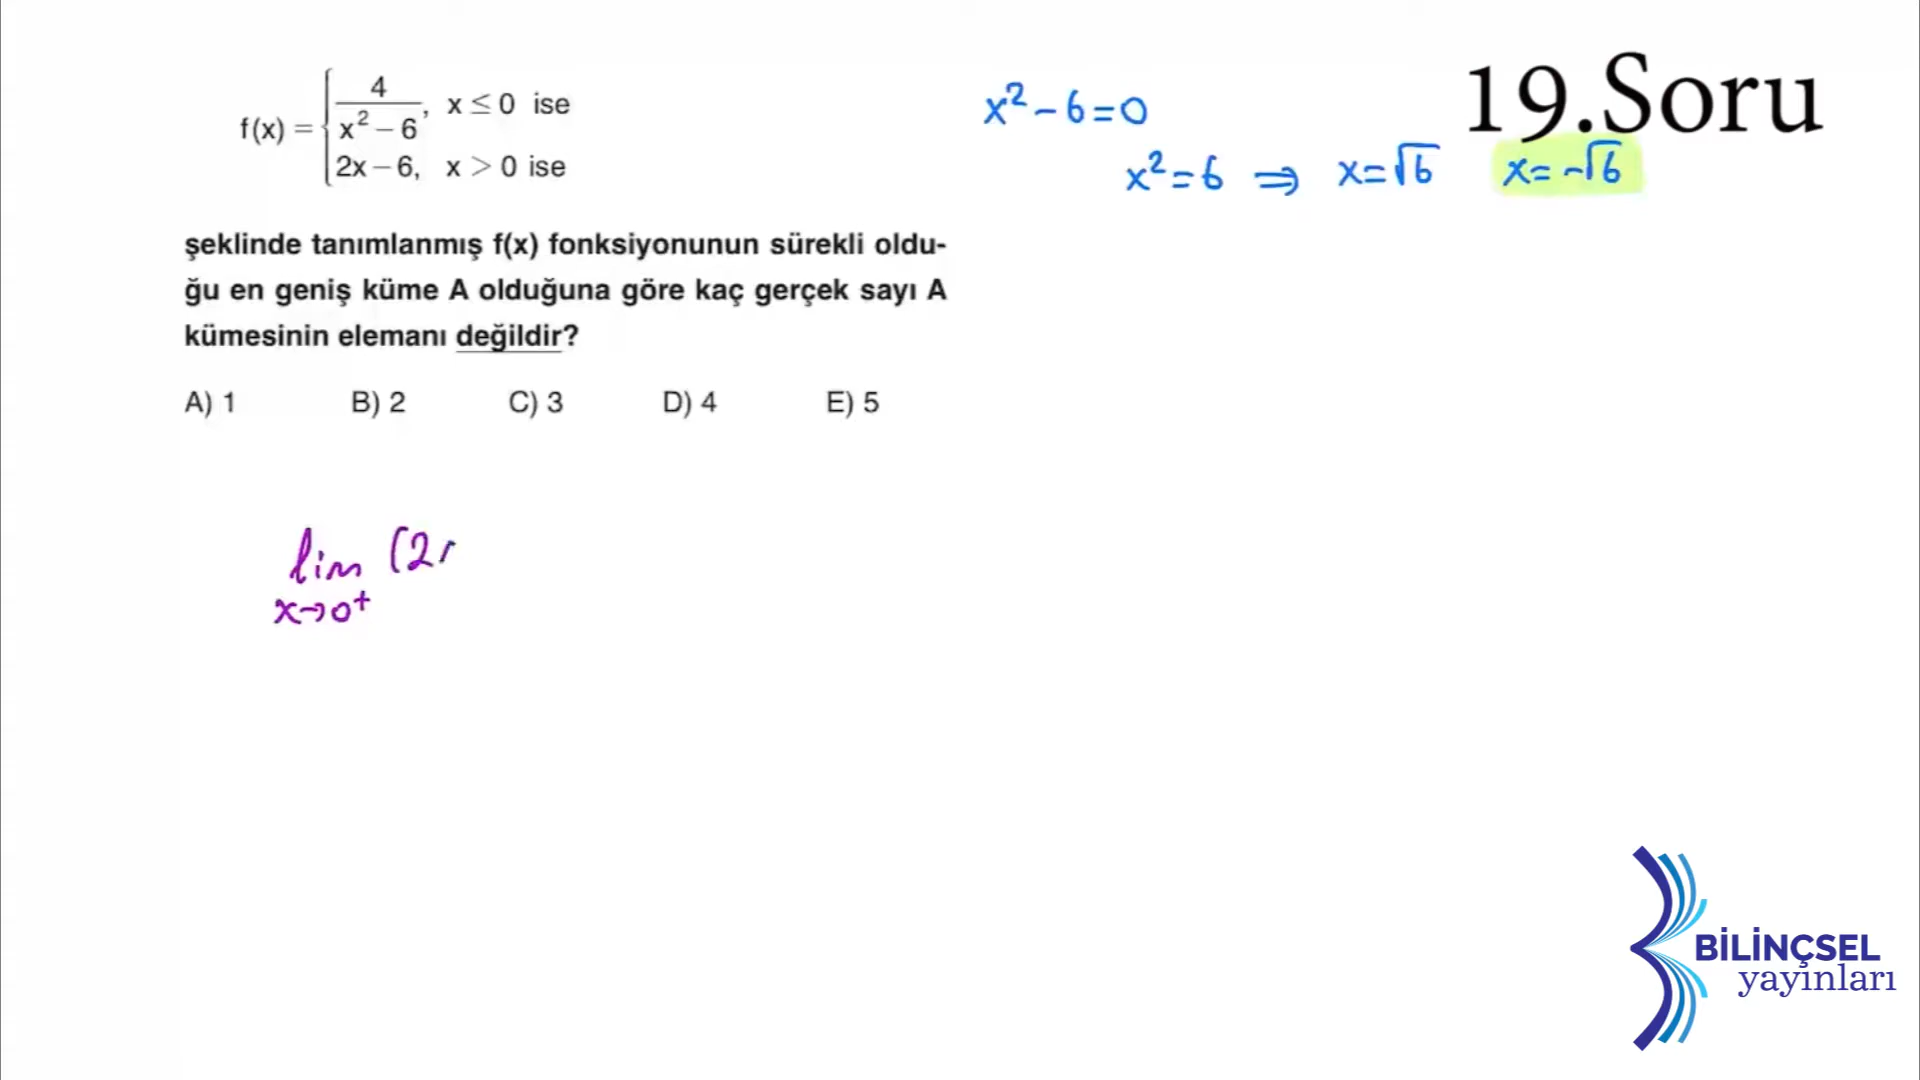 19.Soru
f(x) = { 4 / (x² − 6), x ≤ 0 ise
2x − 6, x > 0 ise
x² − 6 = 0
x² = 6 ⇒ x = √6 x = −√6
şeklinde tanımlanmış f(x) fonksiyonunun sürekli oldu-
ğu en geniş küme A olduğuna göre kaç gerçek sayı A
kümesinin elemanı değildir?
A) 1 B) 2 C) 3 D) 4 E) 5
lim (2
x→0⁺
BİLİNÇSEL
yayınları